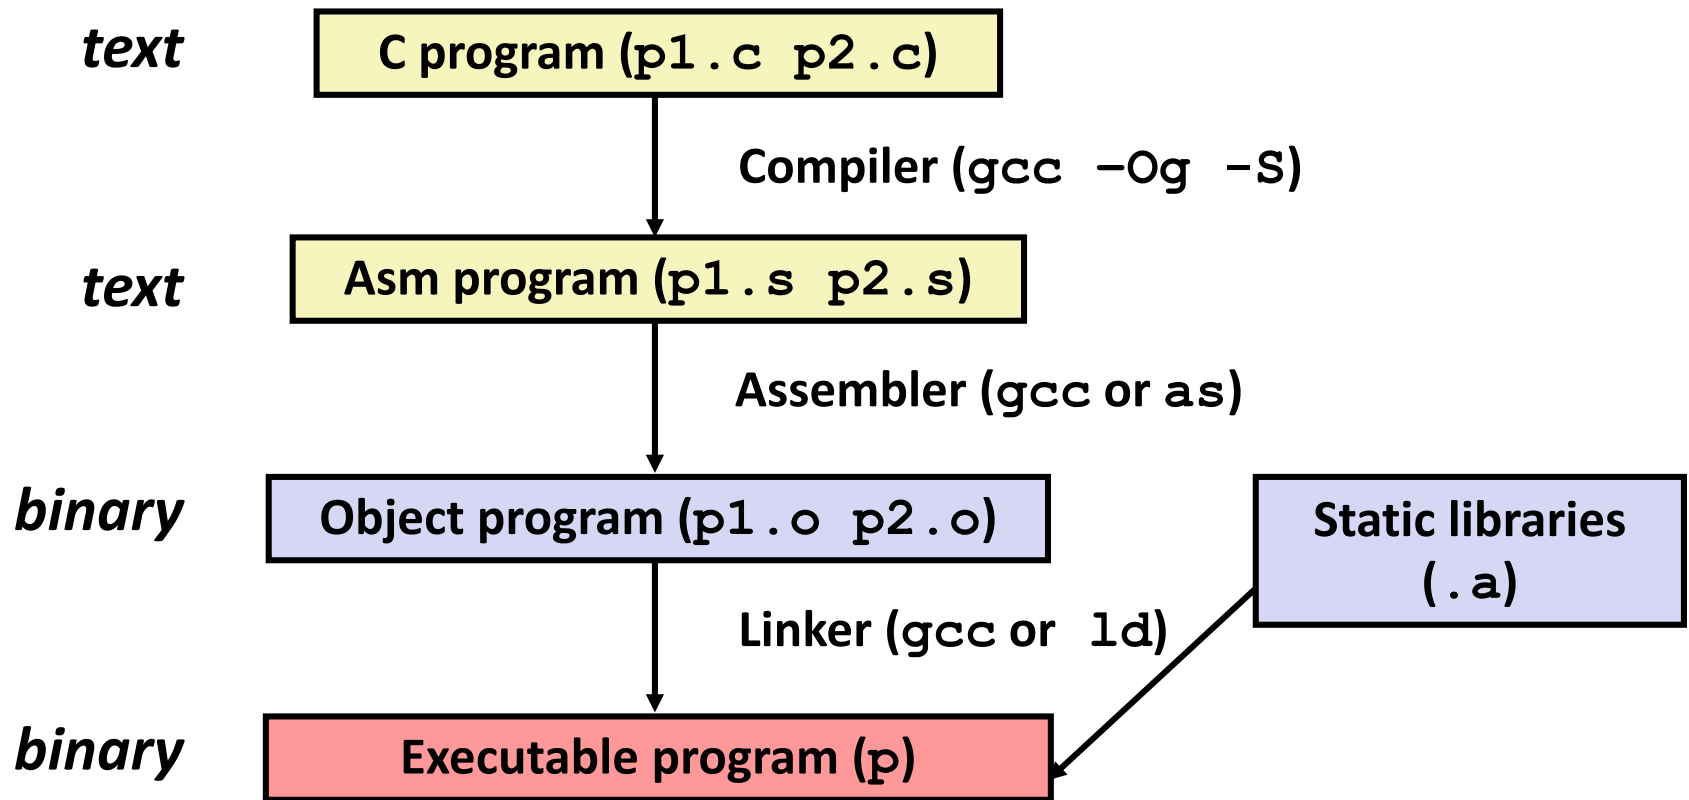 text
C program (p1.c p2.c)
Compiler (gcc –Og -S)
text
Asm program (p1.s p2.s)
Assembler (gcc or as)
binary
Object program (p1.o p2.o)
Static libraries
(.a)
Linker (gcc or ld)
binary
Executable program (p)